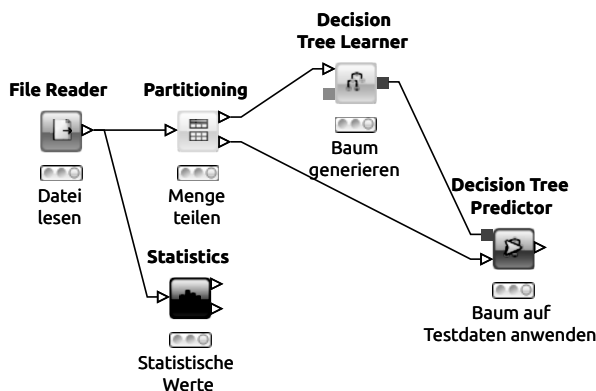 Decision
Tree Learner
File Reader
Partitioning
Baum
generieren
Datei
lesen
Menge
teilen
Decision Tree
Predictor
Statistics
Baum auf
Testdaten anwenden
Statistische
Werte